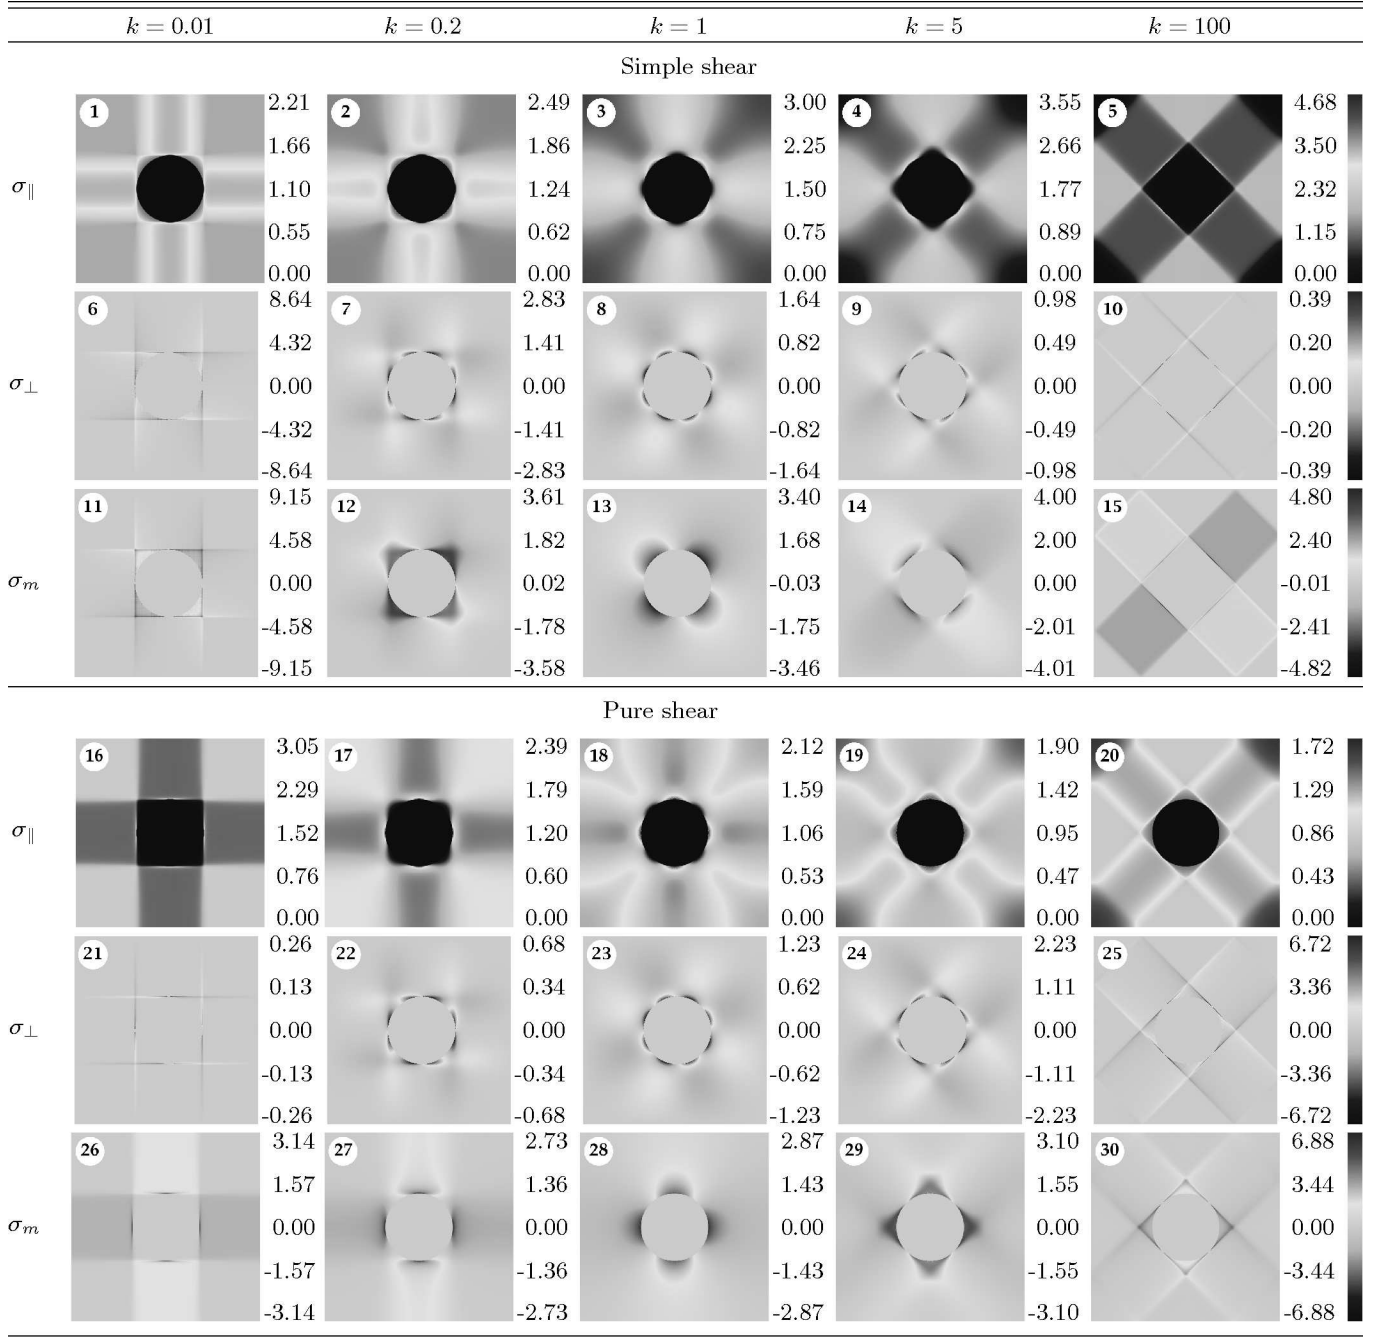 k = 0.01 k = 0.2 k = 1 k = 5 k = 100
Simple shear
1 2.21 2 2.49 3 3.00 4 3.55 5 4.68
1.66 1.86 2.25 2.66 3.50
σ∥ 1.10 1.24 1.50 1.77 2.32
0.55 0.62 0.75 0.89 1.15
0.00 0.00 0.00 0.00 0.00
6 8.64 7 2.83 8 1.64 9 0.98 10 0.39
4.32 1.41 0.82 0.49 0.20
σ⊥ 0.00 0.00 0.00 0.00 0.00
-4.32 -1.41 -0.82 -0.49 -0.20
-8.64 -2.83 -1.64 -0.98 -0.39
11 9.15 12 3.61 13 3.40 14 4.00 15 4.80
4.58 1.82 1.68 2.00 2.40
σm 0.00 0.02 -0.03 0.00 -0.01
-4.58 -1.78 -1.75 -2.01 -2.41
-9.15 -3.58 -3.46 -4.01 -4.82
Pure shear
16 3.05 17 2.39 18 2.12 19 1.90 20 1.72
2.29 1.79 1.59 1.42 1.29
σ∥ 1.52 1.20 1.06 0.95 0.86
0.76 0.60 0.53 0.47 0.43
0.00 0.00 0.00 0.00 0.00
21 0.26 22 0.68 23 1.23 24 2.23 25 6.72
0.13 0.34 0.62 1.11 3.36
σ⊥ 0.00 0.00 0.00 0.00 0.00
-0.13 -0.34 -0.62 -1.11 -3.36
-0.26 -0.68 -1.23 -2.23 -6.72
26 3.14 27 2.73 28 2.87 29 3.10 30 6.88
1.57 1.36 1.43 1.55 3.44
σm 0.00 0.00 0.00 0.00 0.00
-1.57 -1.36 -1.43 -1.55 -3.44
-3.14 -2.73 -2.87 -3.10 -6.88